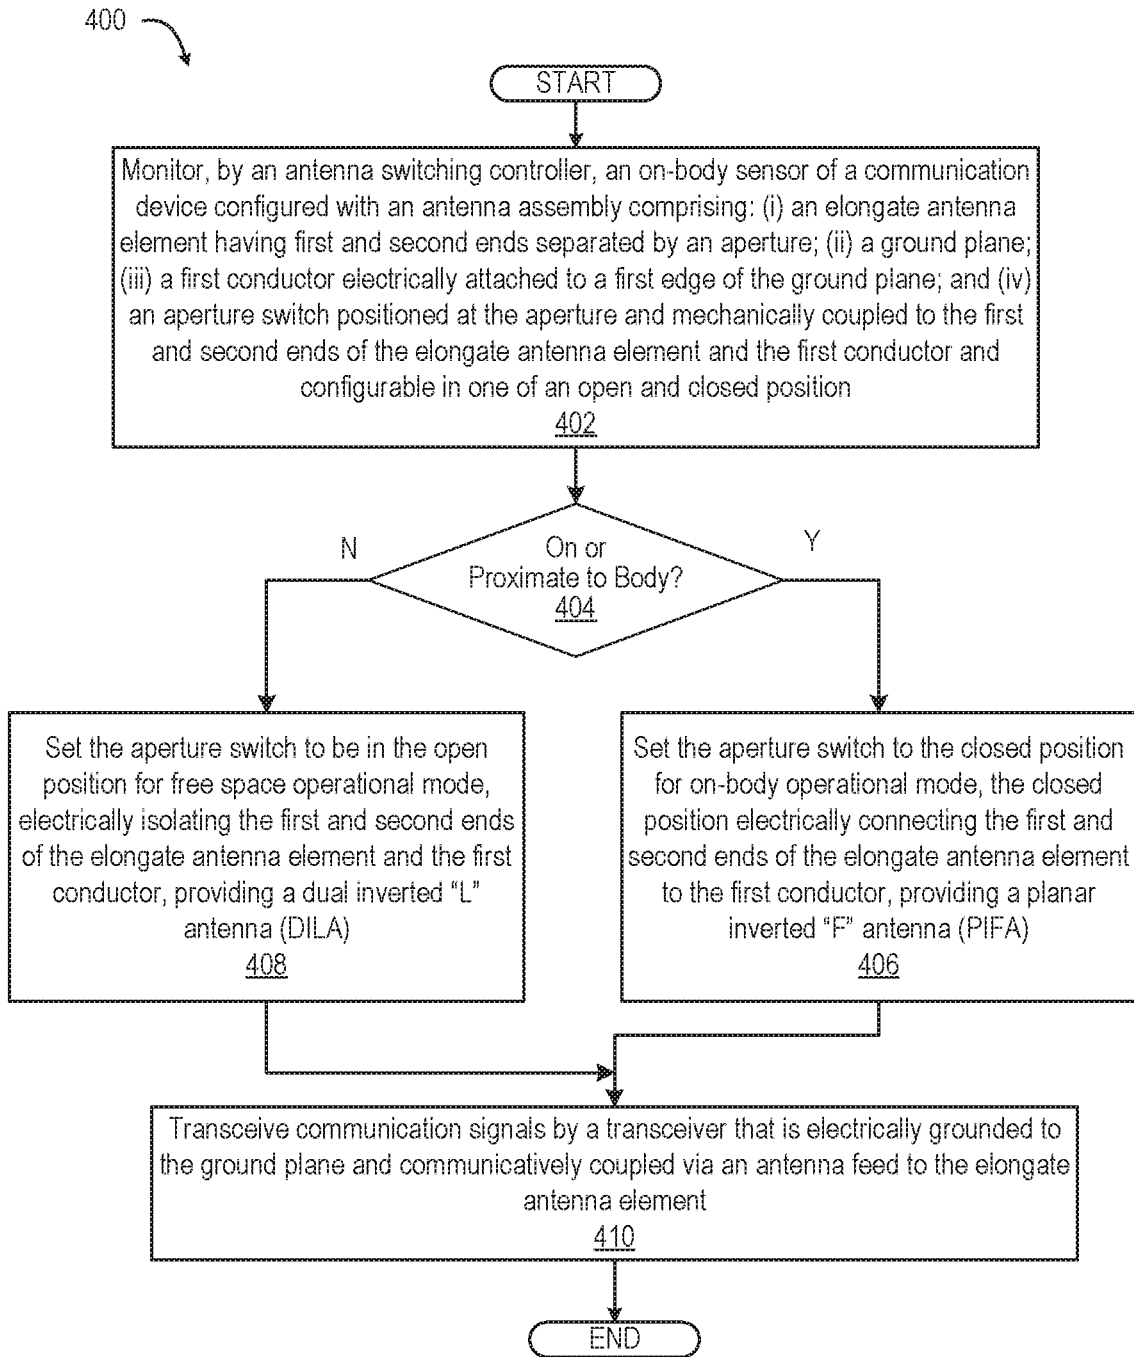 400
START
Monitor, by an antenna switching controller, an on-body sensor of a communication
device configured with an antenna assembly comprising: (i) an elongate antenna
element having first and second ends separated by an aperture; (ii) a ground plane;
(iii) a first conductor electrically attached to a first edge of the ground plane; and (iv)
an aperture switch positioned at the aperture and mechanically coupled to the first
and second ends of the elongate antenna element and the first conductor and
configurable in one of an open and closed position
402
N
Y
On or
Proximate to Body?
404
Set the aperture switch to be in the open
position for free space operational mode,
electrically isolating the first and second ends
of the elongate antenna element and the first
conductor, providing a dual inverted “L”
antenna (DILA)
408
Set the aperture switch to the closed position
for on-body operational mode, the closed
position electrically connecting the first and
second ends of the elongate antenna element
to the first conductor, providing a planar
inverted “F” antenna (PIFA)
406
Transceive communication signals by a transceiver that is electrically grounded to
the ground plane and communicatively coupled via an antenna feed to the elongate
antenna element
410
END